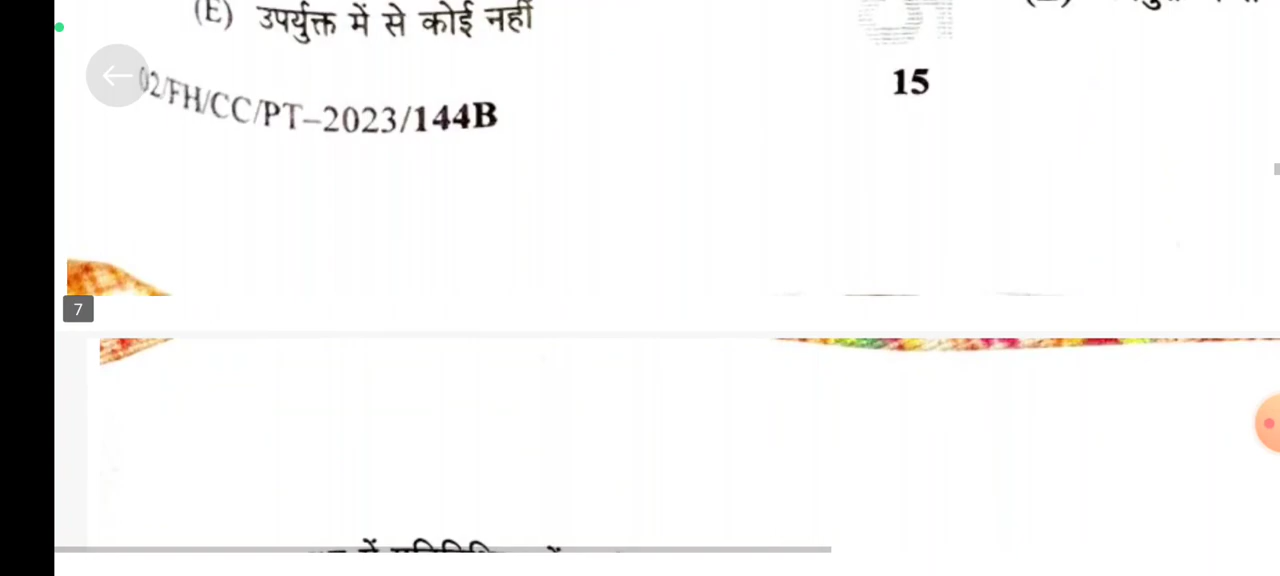 (E) उपर्युक्त में से कोई नहीं
15
02/FH/CC/PT–2023/144B
7
में